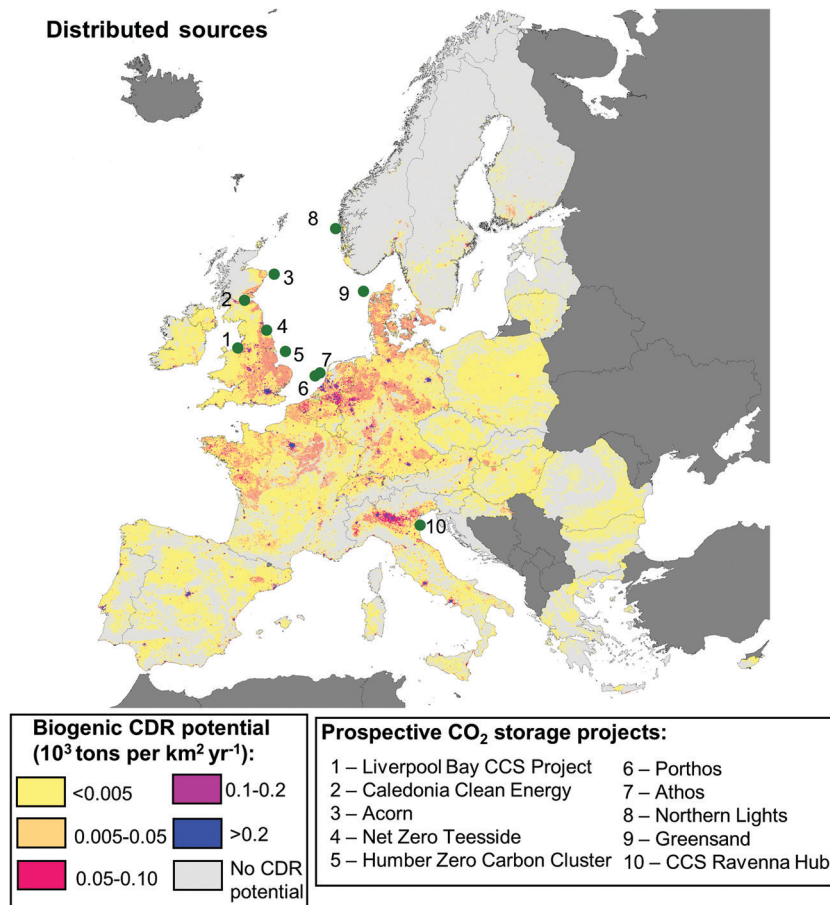 Distributed sources
8
3
9
2
4
1
5
7
6
10
Biogenic CDR potential
(10³ tons per km² yr⁻¹):
<0.005
0.1-0.2
0.005-0.05
>0.2
0.05-0.10
No CDR
potential
Prospective CO₂ storage projects:
1 – Liverpool Bay CCS Project
2 – Caledonia Clean Energy
3 – Acorn
4 – Net Zero Teesside
5 – Humber Zero Carbon Cluster
6 – Porthos
7 – Athos
8 – Northern Lights
9 – Greensand
10 – CCS Ravenna Hub